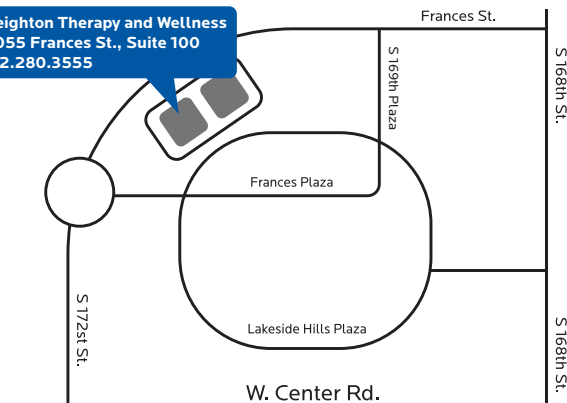 eighton Therapy and Wellness
055 Frances St., Suite 100
2.280.3555
Frances St.
S 169th Plaza
S 168th St.
Frances Plaza
S 172st St.
Lakeside Hills Plaza
S 168th St.
W. Center Rd.